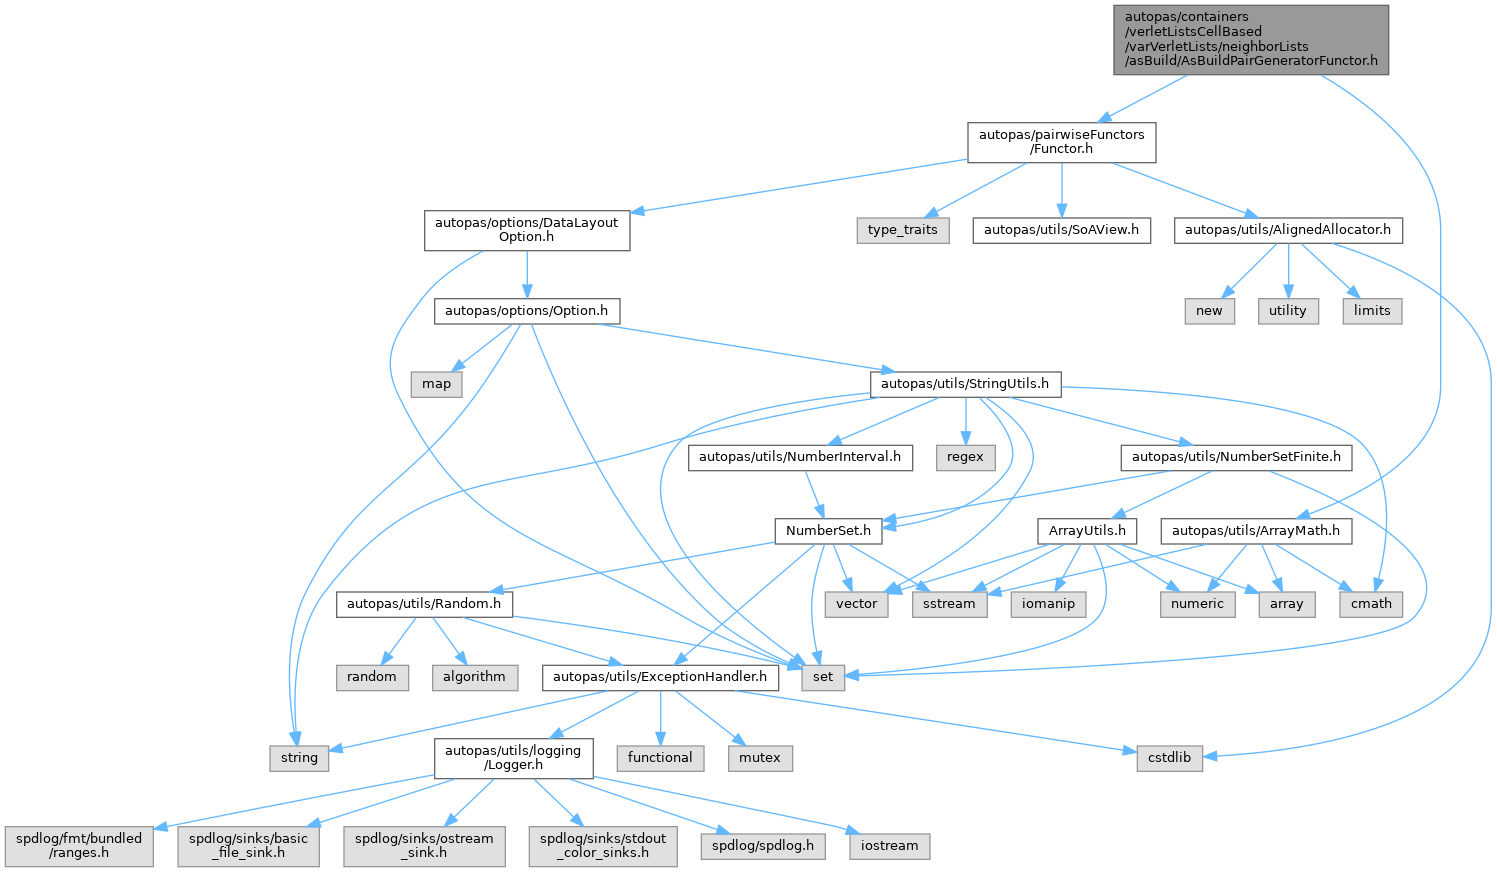 autopas/containers
/verletListsCellBased
/varVerletLists/neighborLists
/asBuild/AsBuildPairGeneratorFunctor.h
autopas/pairwiseFunctors
/Functor.h
autopas/options/DataLayout
Option.h
type_traits
autopas/utils/SoAView.h
autopas/utils/AlignedAllocator.h
autopas/options/Option.h
new
utility
limits
map
autopas/utils/StringUtils.h
autopas/utils/NumberInterval.h
regex
autopas/utils/NumberSetFinite.h
NumberSet.h
ArrayUtils.h
autopas/utils/ArrayMath.h
autopas/utils/Random.h
vector
sstream
iomanip
numeric
array
cmath
random
algorithm
autopas/utils/ExceptionHandler.h
set
string
autopas/utils/logging
/Logger.h
functional
mutex
cstdlib
spdlog/fmt/bundled
/ranges.h
spdlog/sinks/basic
_file_sink.h
spdlog/sinks/ostream
_sink.h
spdlog/sinks/stdout
_color_sinks.h
spdlog/spdlog.h
iostream